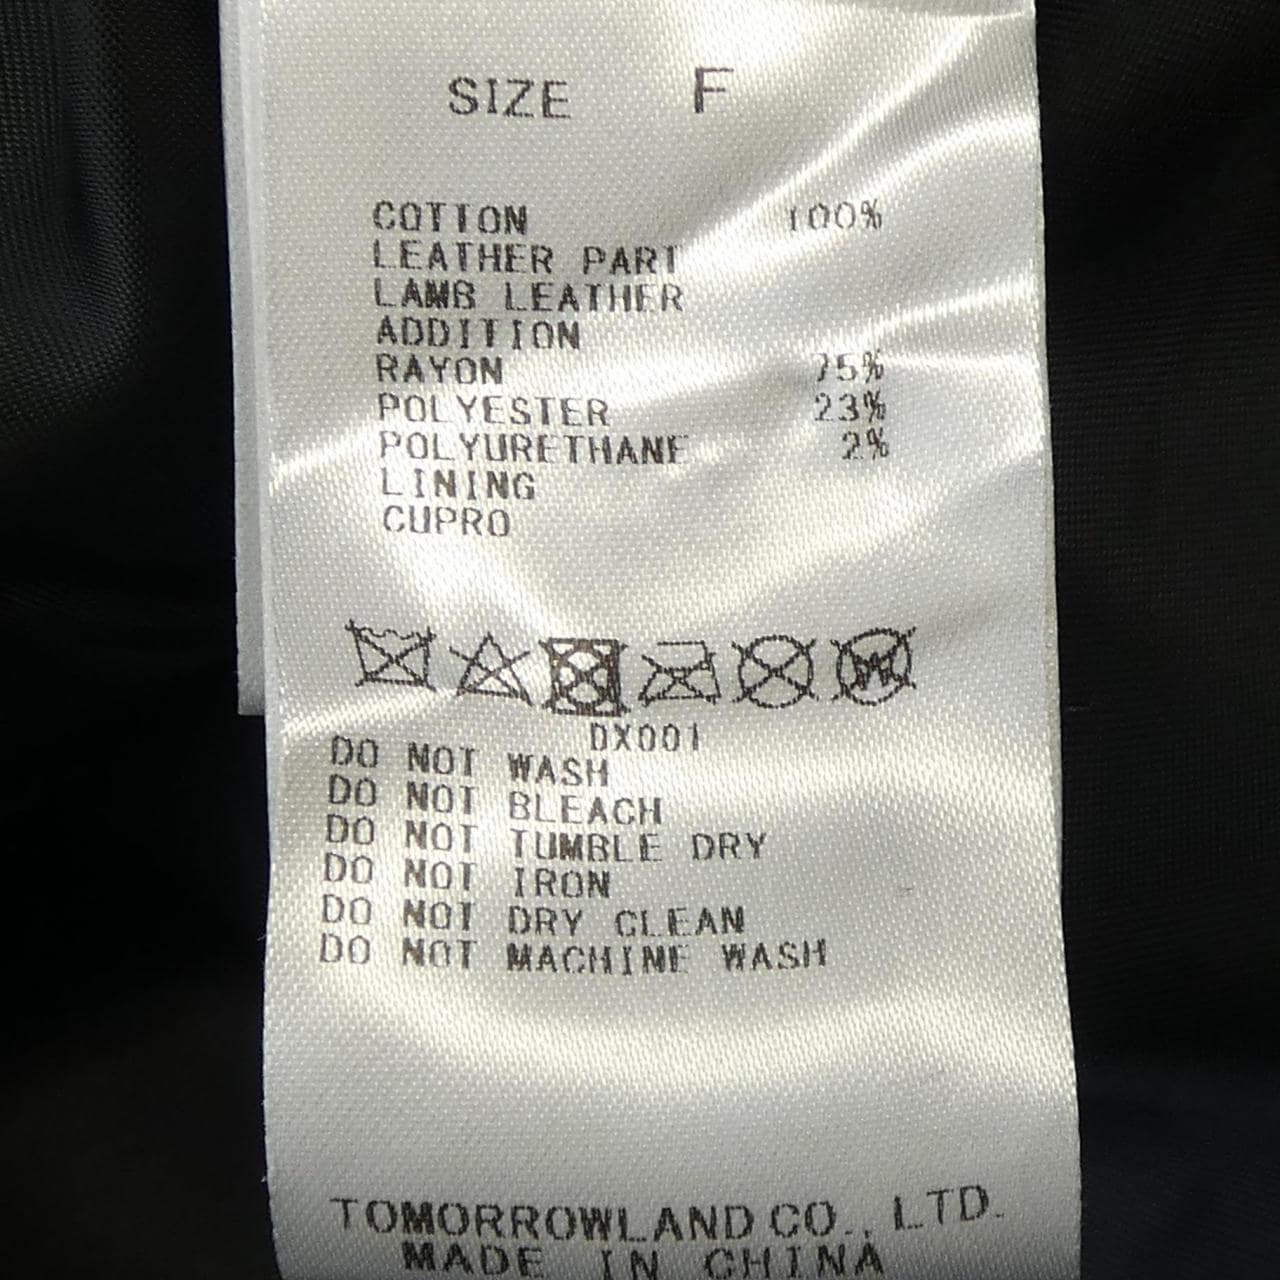 SIZE F
COTTON 100%
LEATHER PART
LAMB LEATHER
ADDITION
RAYON 75%
POLYESTER 23%
POLYURETHANE 2%
LINING
CUPRO
W
DX001
DO NOT WASH
DO NOT BLEACH
DO NOT TUMBLE DRY
DO NOT IRON
DO NOT DRY CLEAN
DO NOT MACHINE WASH
TOMORROWLAND CO., LTD.
MADE IN CHINA